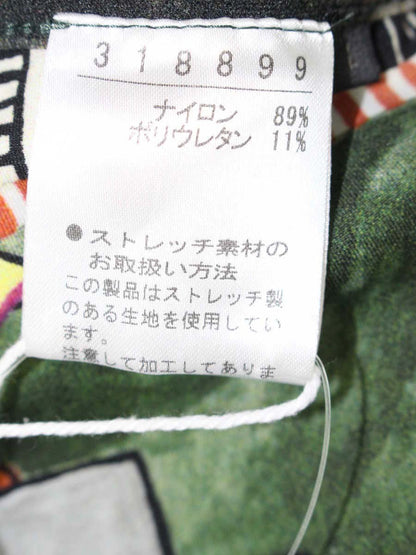 318899
ナイロン 89%
ポリウレタン 11%
● ストレッチ素材の
お取扱い方法
この製品はストレッチ製
のある生地を使用してい
ます。
注意して加工してありま